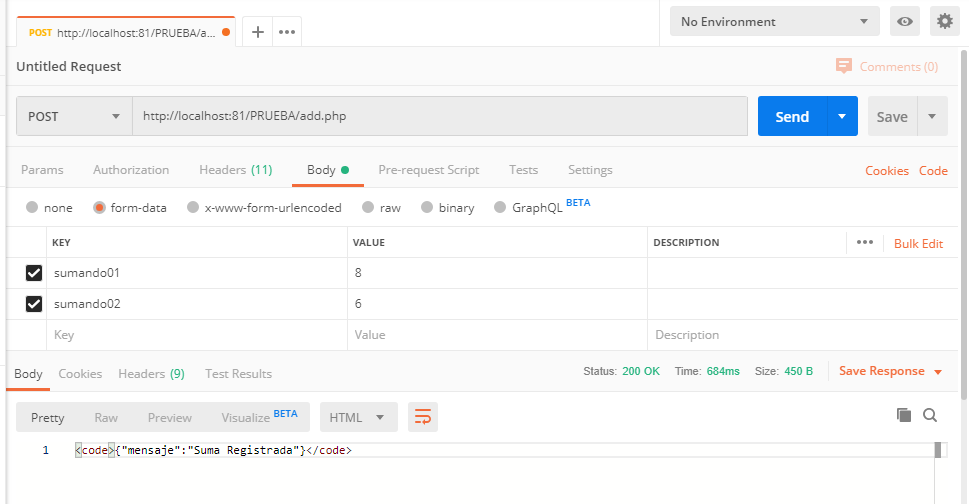 POST http://localhost:81/PRUEBA/a...
No Environment
Untitled Request
Comments (0)
POST http://localhost:81/PRUEBA/add.php Send Save
Params Authorization Headers (11) Body Pre-request Script Tests Settings Cookies Code
none form-data x-www-form-urlencoded raw binary GraphQL BETA
KEY VALUE DESCRIPTION Bulk Edit
sumando01 8
sumando02 6
Key Value Description
Body Cookies Headers (9) Test Results Status: 200 OK Time: 684ms Size: 450 B Save Response
Pretty Raw Preview Visualize BETA HTML
1 <code>{"mensaje":"Suma Registrada"}</code>